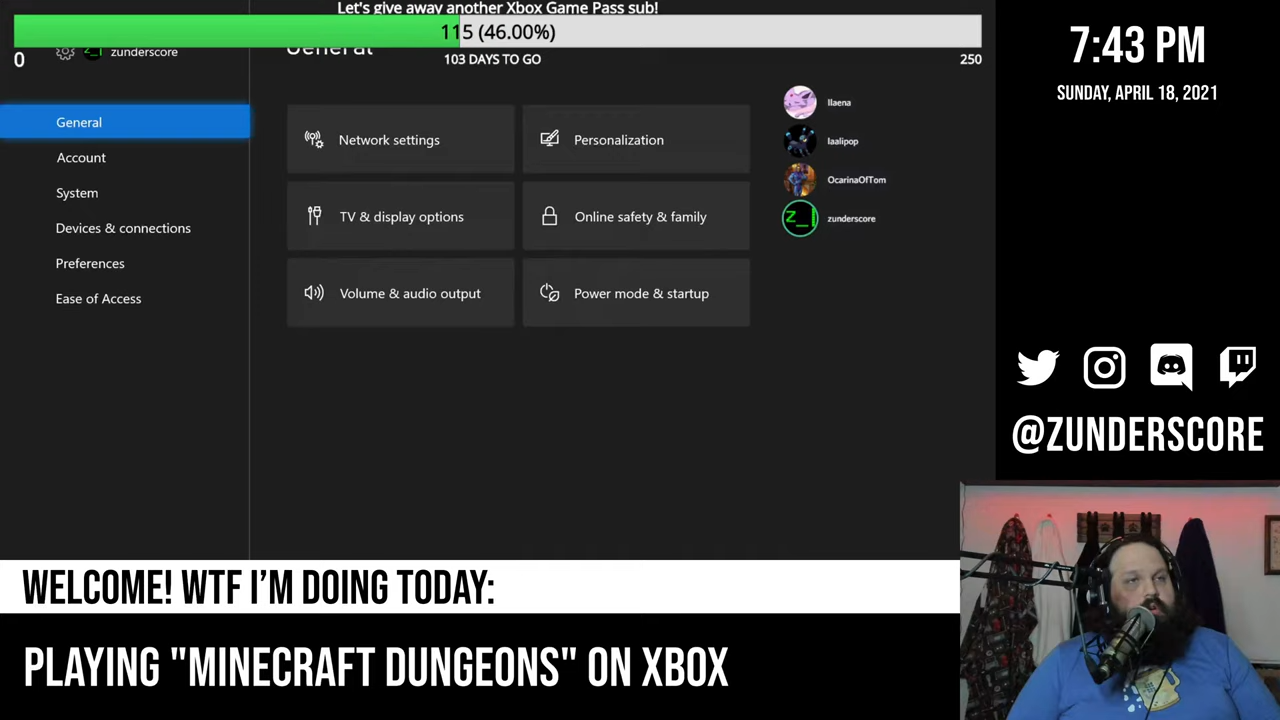 Let's give away another Xbox Game Pass sub!
115 (46.00%)
0
103 DAYS TO GO
250
zunderscore
General
General
Account
System
Devices & connections
Preferences
Ease of Access
Network settings
Personalization
TV & display options
Online safety & family
Volume & audio output
Power mode & startup
llaena
laalipop
OcarinaOfTom
z_
zunderscore
7:43 PM
SUNDAY, APRIL 18, 2021
@ZUNDERSCORE
WELCOME! WTF I'M DOING TODAY:
PLAYING "MINECRAFT DUNGEONS" ON XBOX